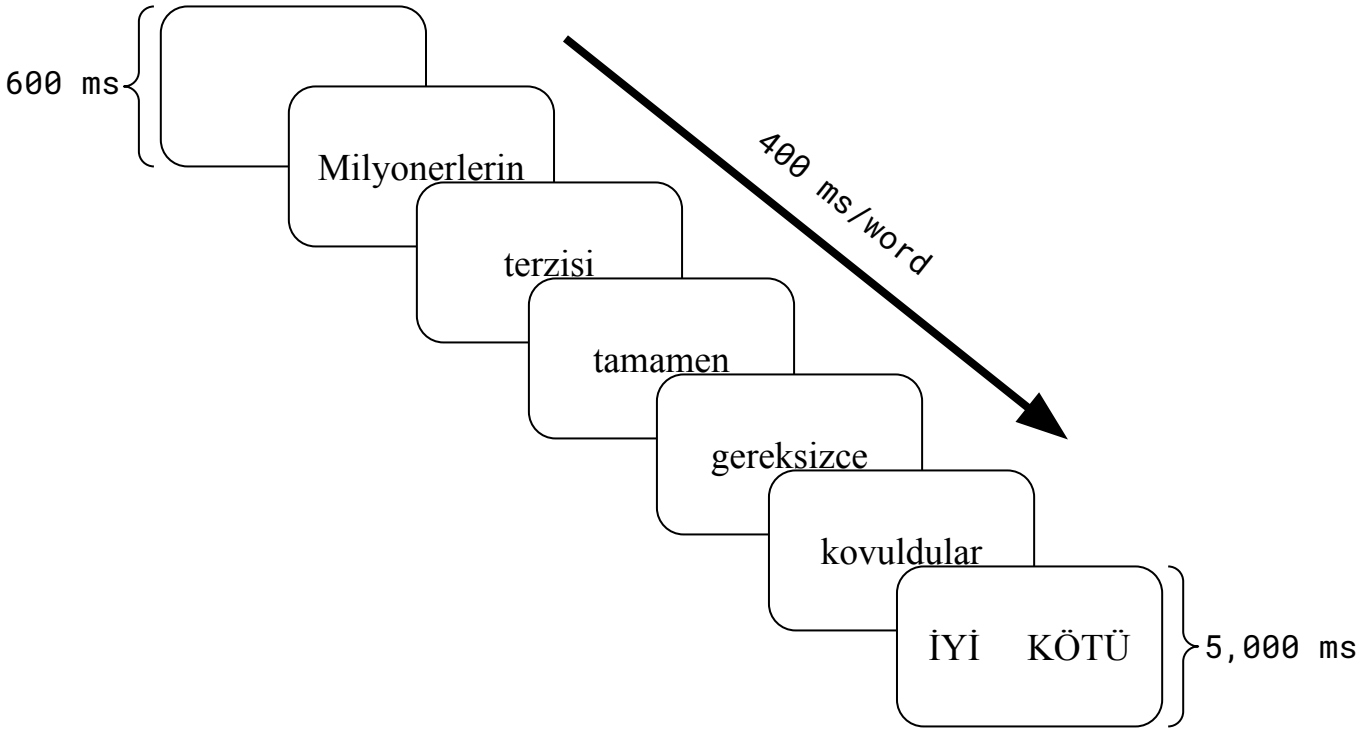 600 ms
Milyonerlerin
terzisi
tamamen
gereksizce
kovuldular
İYİ KÖTÜ
5,000 ms
400 ms/word